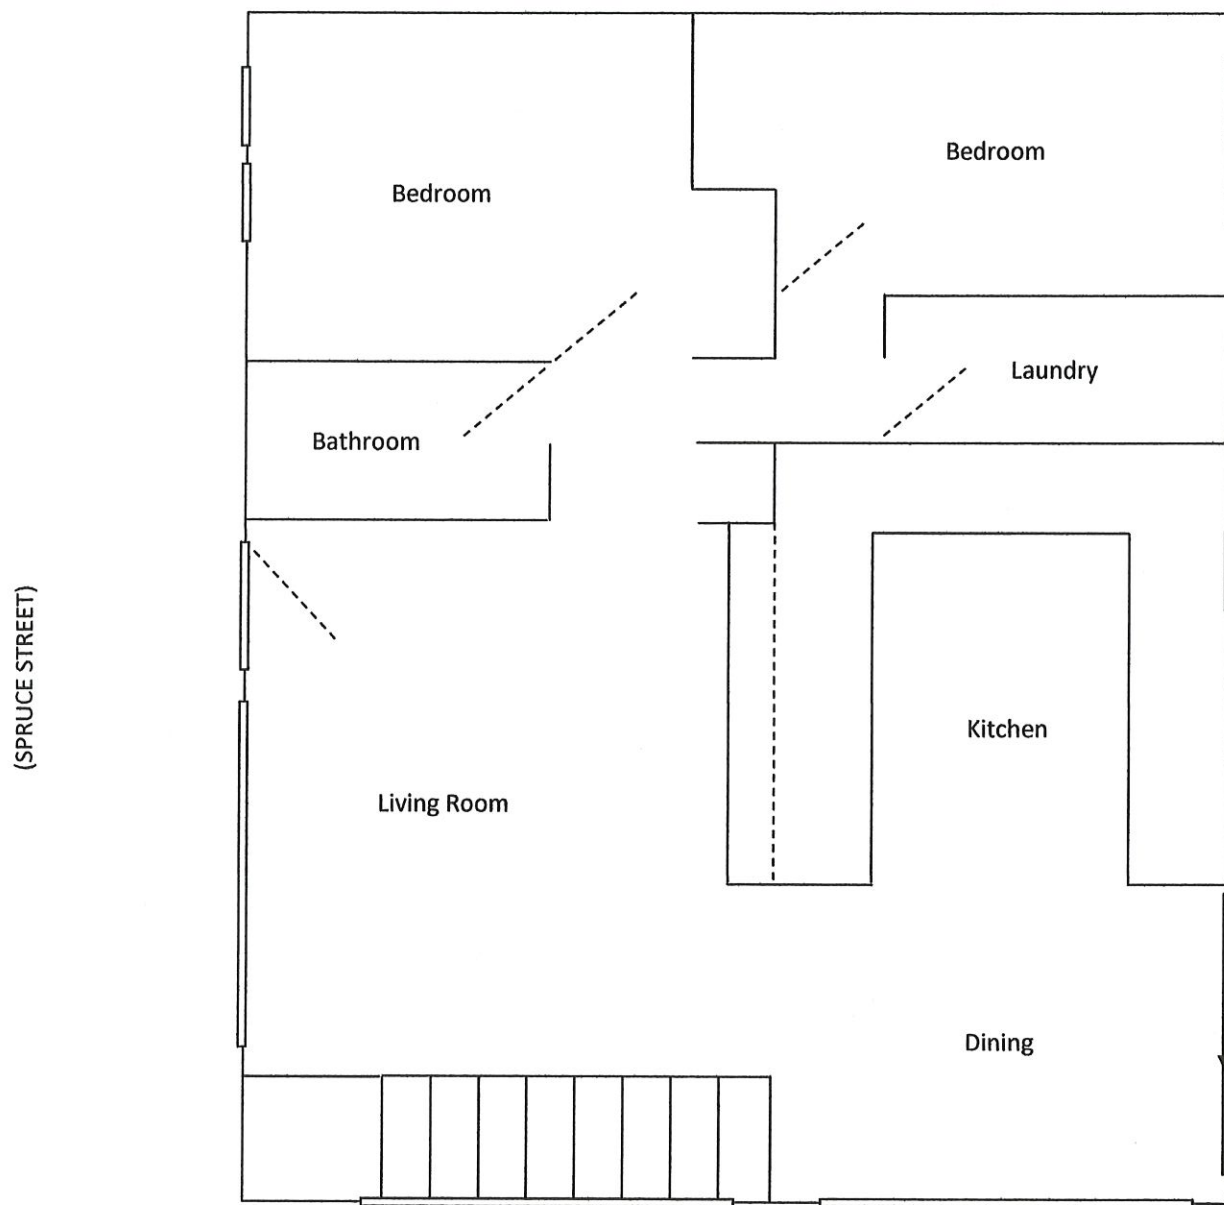 Bedroom
Bedroom
Laundry
Bathroom
(SPRUCE STREET)
Kitchen
Living Room
Dining